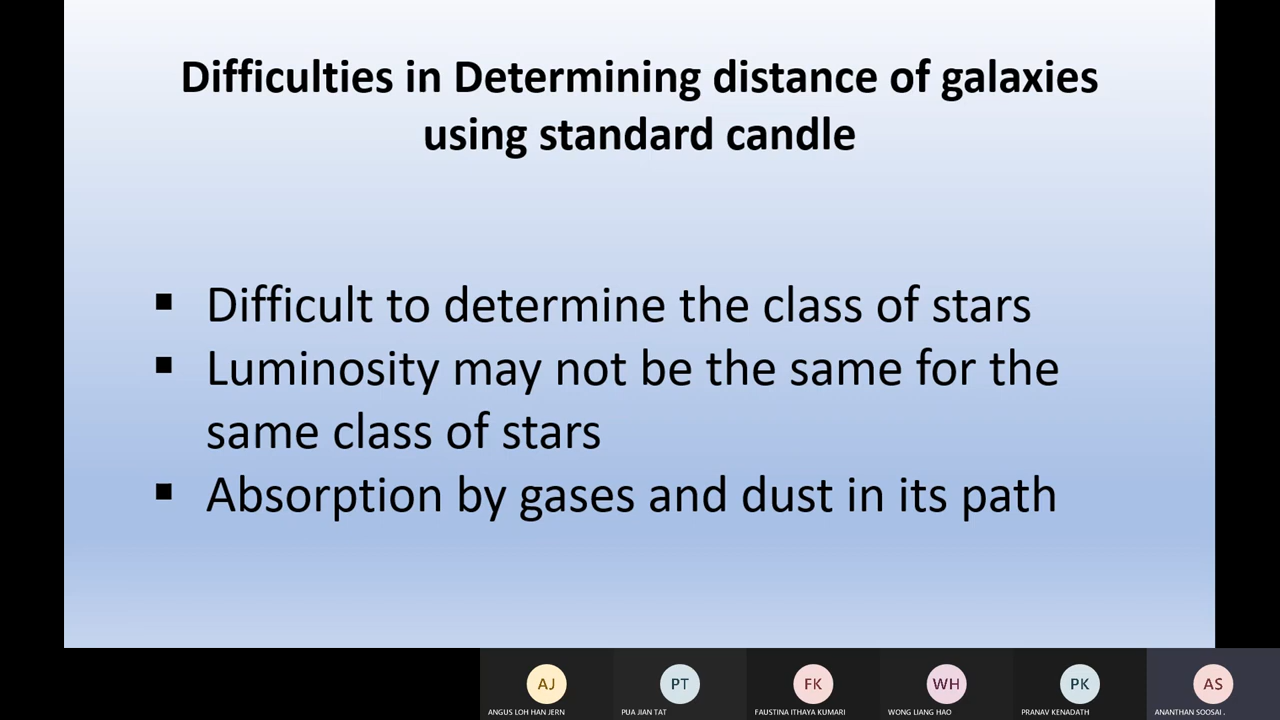 Difficulties in Determining distance of galaxies
using standard candle
▪ Difficult to determine the class of stars
▪ Luminosity may not be the same for the
same class of stars
▪ Absorption by gases and dust in its path
AJ
PT
FK
WH
PK
AS
ANGUS LOH HAN JERN
PUA JIAN TAT
FAUSTINA ITHAYA KUMARI
WONG LIANG HAO
PRANAV KENADATH
ANANTHAN SOOSAI .